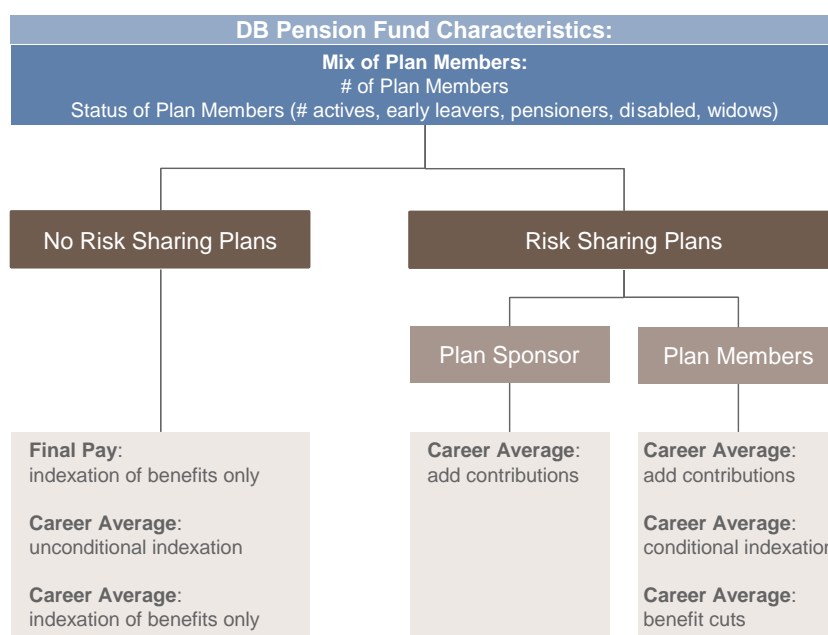 DB Pension Fund Characteristics:
Mix of Plan Members:
# of Plan Members
Status of Plan Members (# actives, early leavers, pensioners, disabled, widows)
No Risk Sharing Plans
Risk Sharing Plans
Plan Sponsor
Plan Members
Final Pay:
indexation of benefits only
Career Average:
unconditional indexation
Career Average:
indexation of benefits only
Career Average:
add contributions
Career Average:
add contributions
Career Average:
conditional indexation
Career Average:
benefit cuts